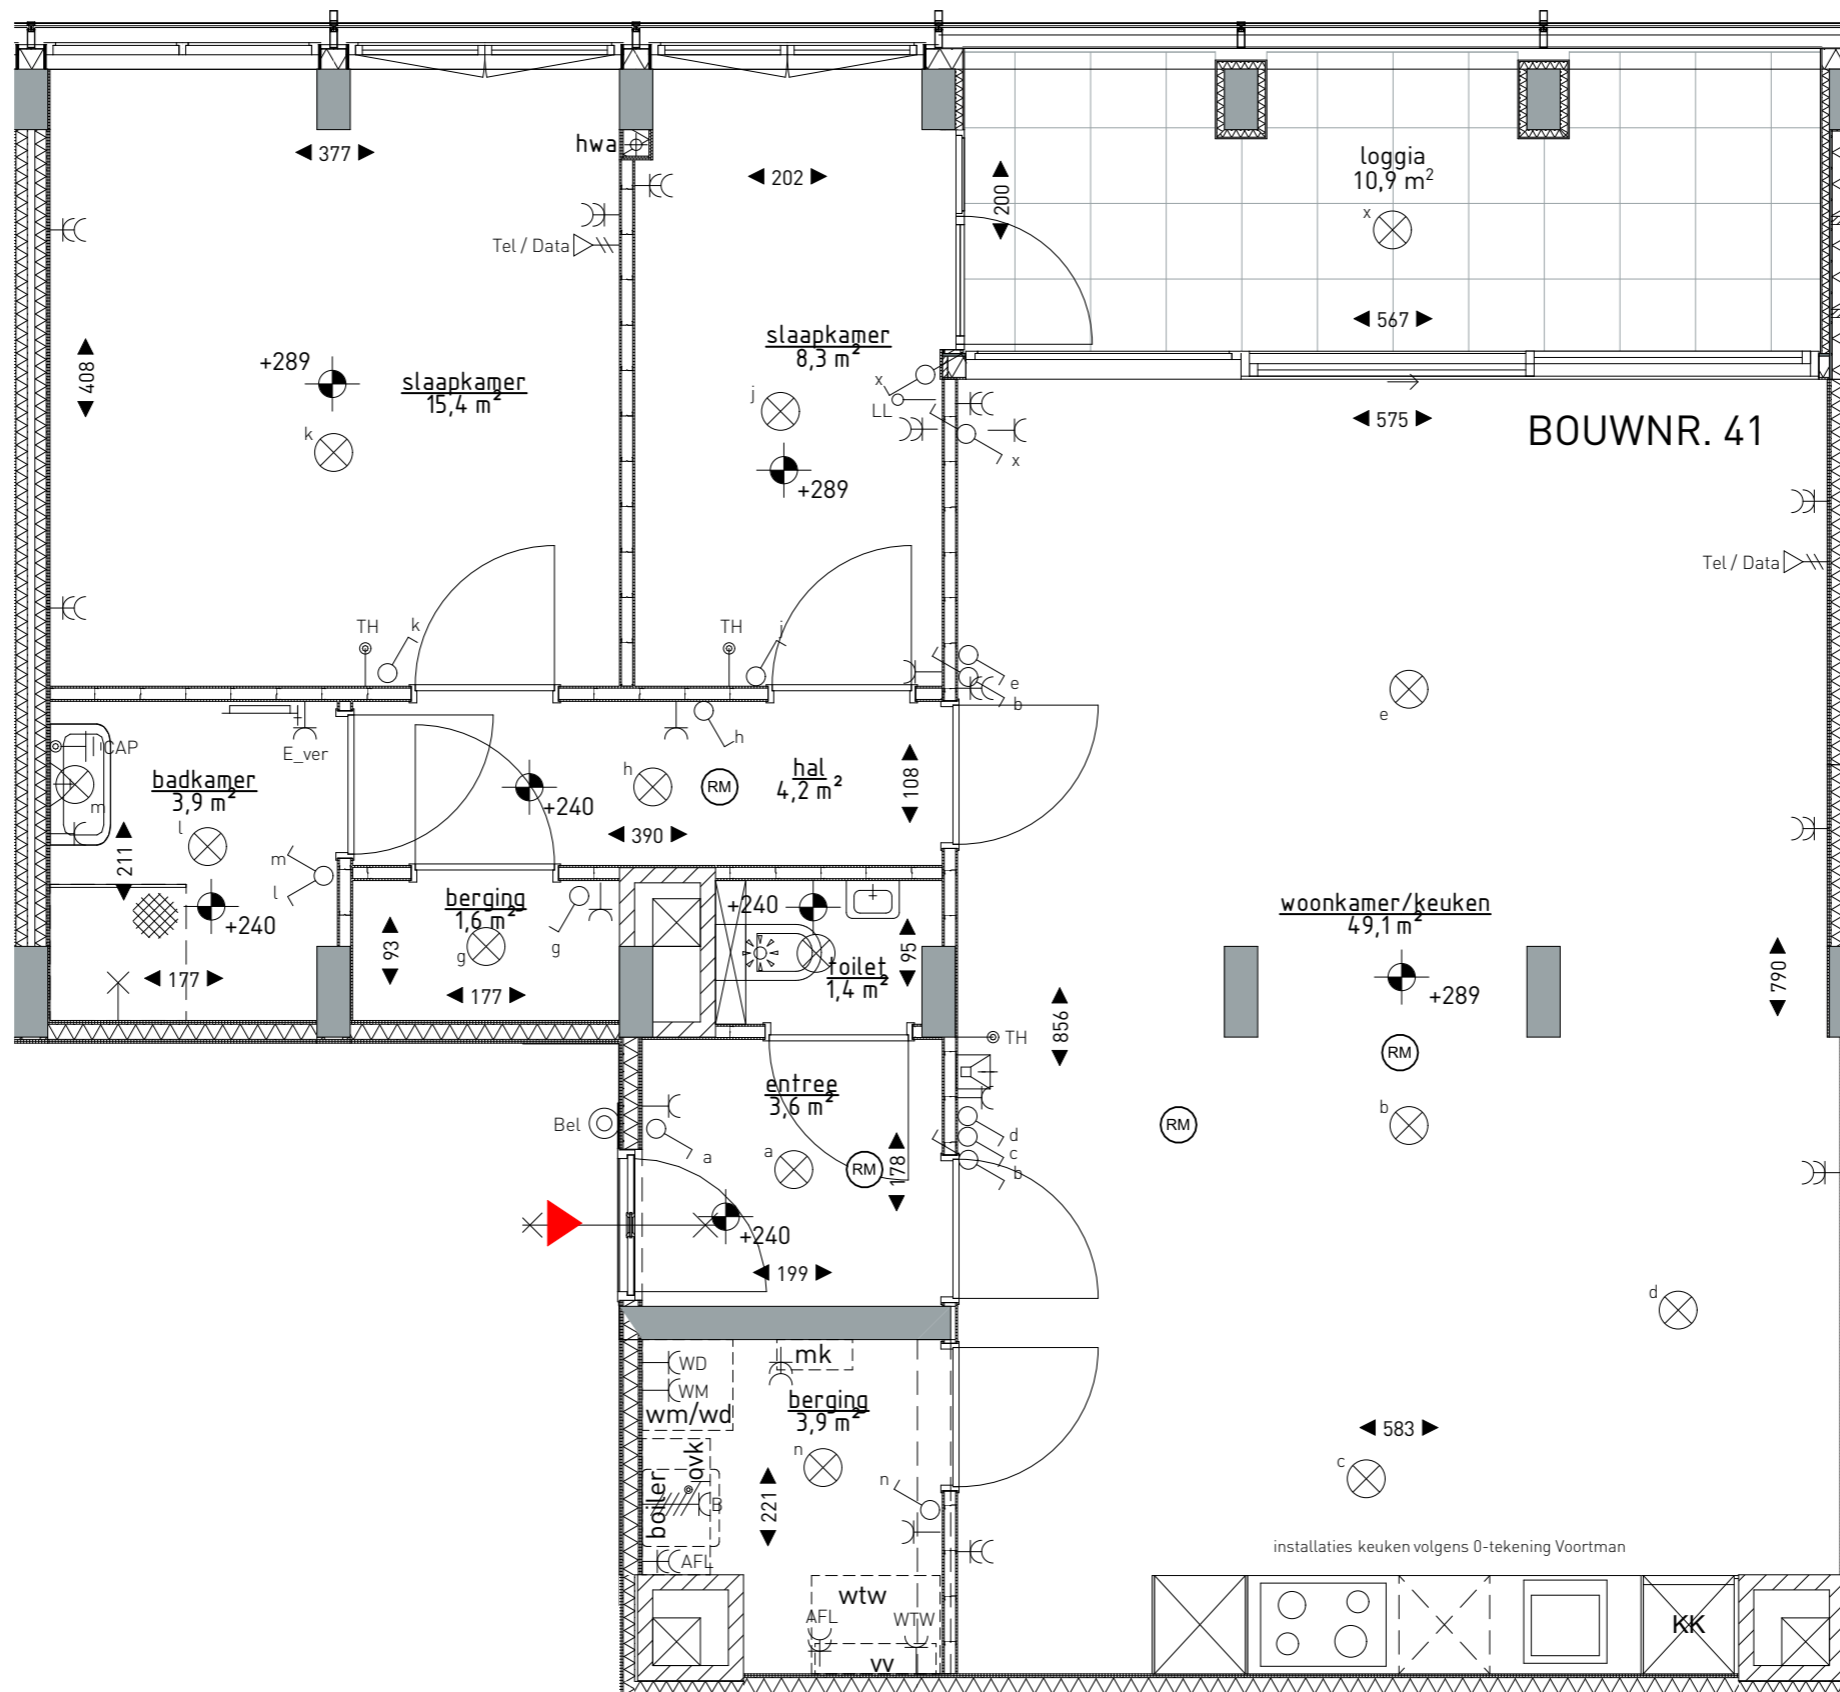 377
hwa
202
Tel / Data
200
loggia
10,9 m²
x
567
408
+289
slaapkamer
15,4 m²
k
slaapkamer
8,3 m²
j
+289
x
LL
x
575
BOUWNR. 41
Tel / Data
TH
k
TH
j
e
b
e
CAP
E_ver
m
badkamer
3,9 m²
l
211
m
l
+240
177
h
h
RM
hal
4,2 m²
108
+240
390
berging
1,6 m²
g
g
93
177
+240
toilet
1,4 m²
95
woonkamer/keuken
49,1 m²
+289
790
856
TH
RM
RM
b
Bel
entree
3,6 m²
a
a
RM
178
d
c
b
+240
199
d
WD
WM
wm/wd
mk
berging
3,9 m²
n
n
boiler
ovk
B
221
AFL
583
c
installaties keuken volgens 0-tekening Voortman
wtw
AFL
WTW
vv
KK